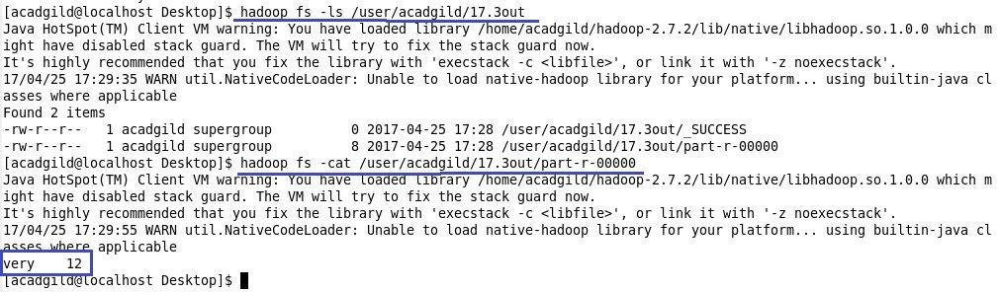 [acadgild@localhost Desktop]$ hadoop fs -ls /user/acadgild/17.3out
Java HotSpot(TM) Client VM warning: You have loaded library /home/acadgild/hadoop-2.7.2/lib/native/libhadoop.so.1.0.0 which m
ight have disabled stack guard. The VM will try to fix the stack guard now.
It's highly recommended that you fix the library with 'execstack -c <libfile>', or link it with '-z noexecstack'.
17/04/25 17:29:35 WARN util.NativeCodeLoader: Unable to load native-hadoop library for your platform... using builtin-java cl
asses where applicable
Found 2 items
-rw-r--r--   1 acadgild supergroup          0 2017-04-25 17:28 /user/acadgild/17.3out/_SUCCESS
-rw-r--r--   1 acadgild supergroup          8 2017-04-25 17:28 /user/acadgild/17.3out/part-r-00000
[acadgild@localhost Desktop]$ hadoop fs -cat /user/acadgild/17.3out/part-r-00000
Java HotSpot(TM) Client VM warning: You have loaded library /home/acadgild/hadoop-2.7.2/lib/native/libhadoop.so.1.0.0 which m
ight have disabled stack guard. The VM will try to fix the stack guard now.
It's highly recommended that you fix the library with 'execstack -c <libfile>', or link it with '-z noexecstack'.
17/04/25 17:29:55 WARN util.NativeCodeLoader: Unable to load native-hadoop library for your platform... using builtin-java cl
asses where applicable
very    12
[acadgild@localhost Desktop]$